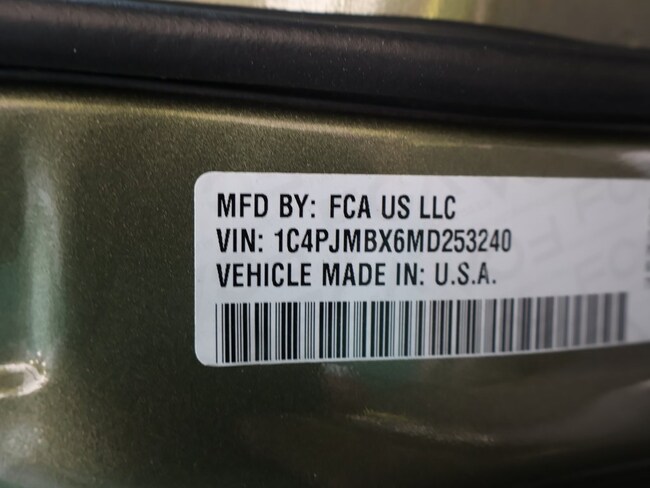 MFD BY: FCA US LLC
VIN: 1C4PJMBX6MD253240
VEHICLE MADE IN: U.S.A.